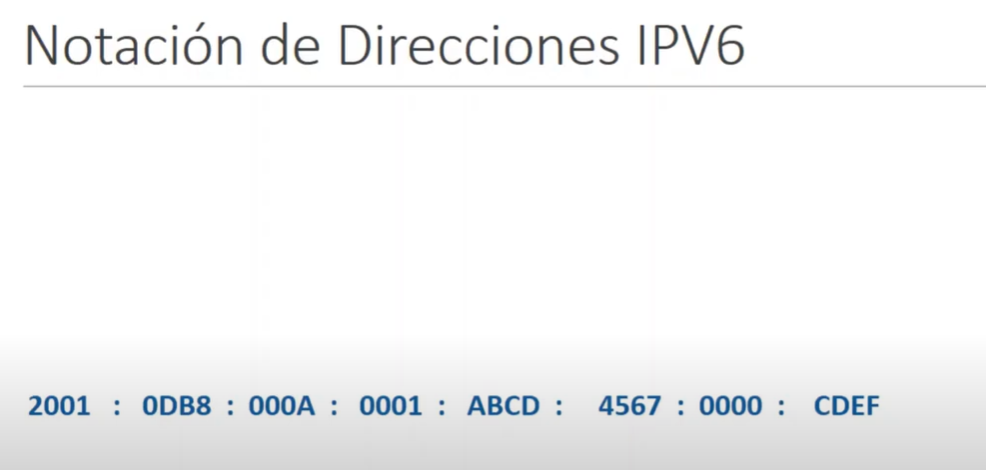 Notación de Direcciones IPV6
2001 : 0DB8 : 000A : 0001 : ABCD : 4567 : 0000 : CDEF